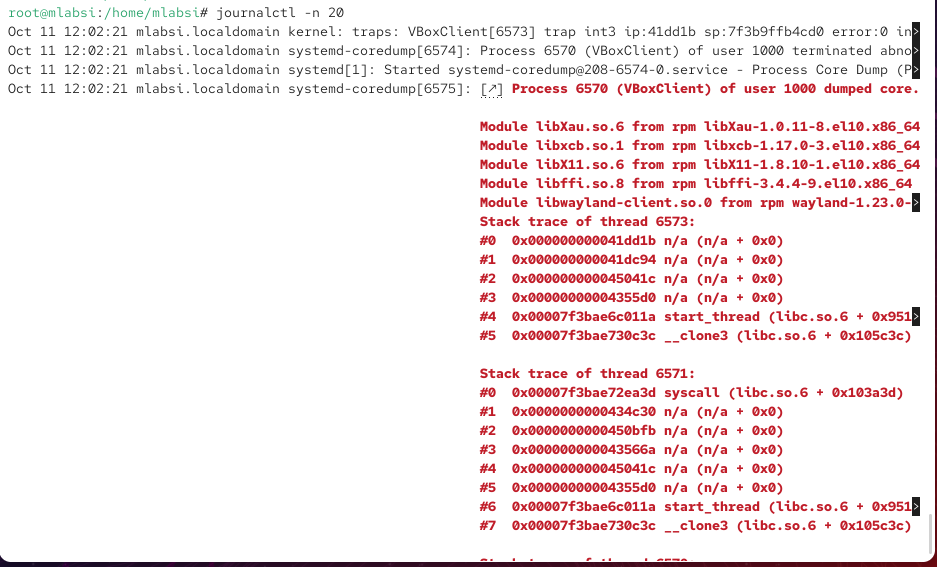 root@mlabsi:/home/mlabsi# journalctl -n 20
Oct 11 12:02:21 mlabsi.localdomain kernel: traps: VBoxClient[6573] trap int3 ip:41dd1b sp:7f3b9ffb4cd0 error:0 in>
Oct 11 12:02:21 mlabsi.localdomain systemd-coredump[6574]: Process 6570 (VBoxClient) of user 1000 terminated abno>
Oct 11 12:02:21 mlabsi.localdomain systemd[1]: Started systemd-coredump@208-6574-0.service - Process Core Dump (P>
Oct 11 12:02:21 mlabsi.localdomain systemd-coredump[6575]: [↗] Process 6570 (VBoxClient) of user 1000 dumped core.
Module libXau.so.6 from rpm libXau-1.0.11-8.el10.x86_64
Module libxcb.so.1 from rpm libxcb-1.17.0-3.el10.x86_64
Module libX11.so.6 from rpm libX11-1.8.10-1.el10.x86_64
Module libffi.so.8 from rpm libffi-3.4.4-9.el10.x86_64
Module libwayland-client.so.0 from rpm wayland-1.23.0->
Stack trace of thread 6573:
#0  0x000000000041dd1b n/a (n/a + 0x0)
#1  0x000000000041dc94 n/a (n/a + 0x0)
#2  0x000000000045041c n/a (n/a + 0x0)
#3  0x00000000004355d0 n/a (n/a + 0x0)
#4  0x00007f3bae6c011a start_thread (libc.so.6 + 0x951>
#5  0x00007f3bae730c3c __clone3 (libc.so.6 + 0x105c3c)
Stack trace of thread 6571:
#0  0x00007f3bae72ea3d syscall (libc.so.6 + 0x103a3d)
#1  0x0000000000434c30 n/a (n/a + 0x0)
#2  0x0000000000450bfb n/a (n/a + 0x0)
#3  0x000000000043566a n/a (n/a + 0x0)
#4  0x000000000045041c n/a (n/a + 0x0)
#5  0x00000000004355d0 n/a (n/a + 0x0)
#6  0x00007f3bae6c011a start_thread (libc.so.6 + 0x951>
#7  0x00007f3bae730c3c __clone3 (libc.so.6 + 0x105c3c)